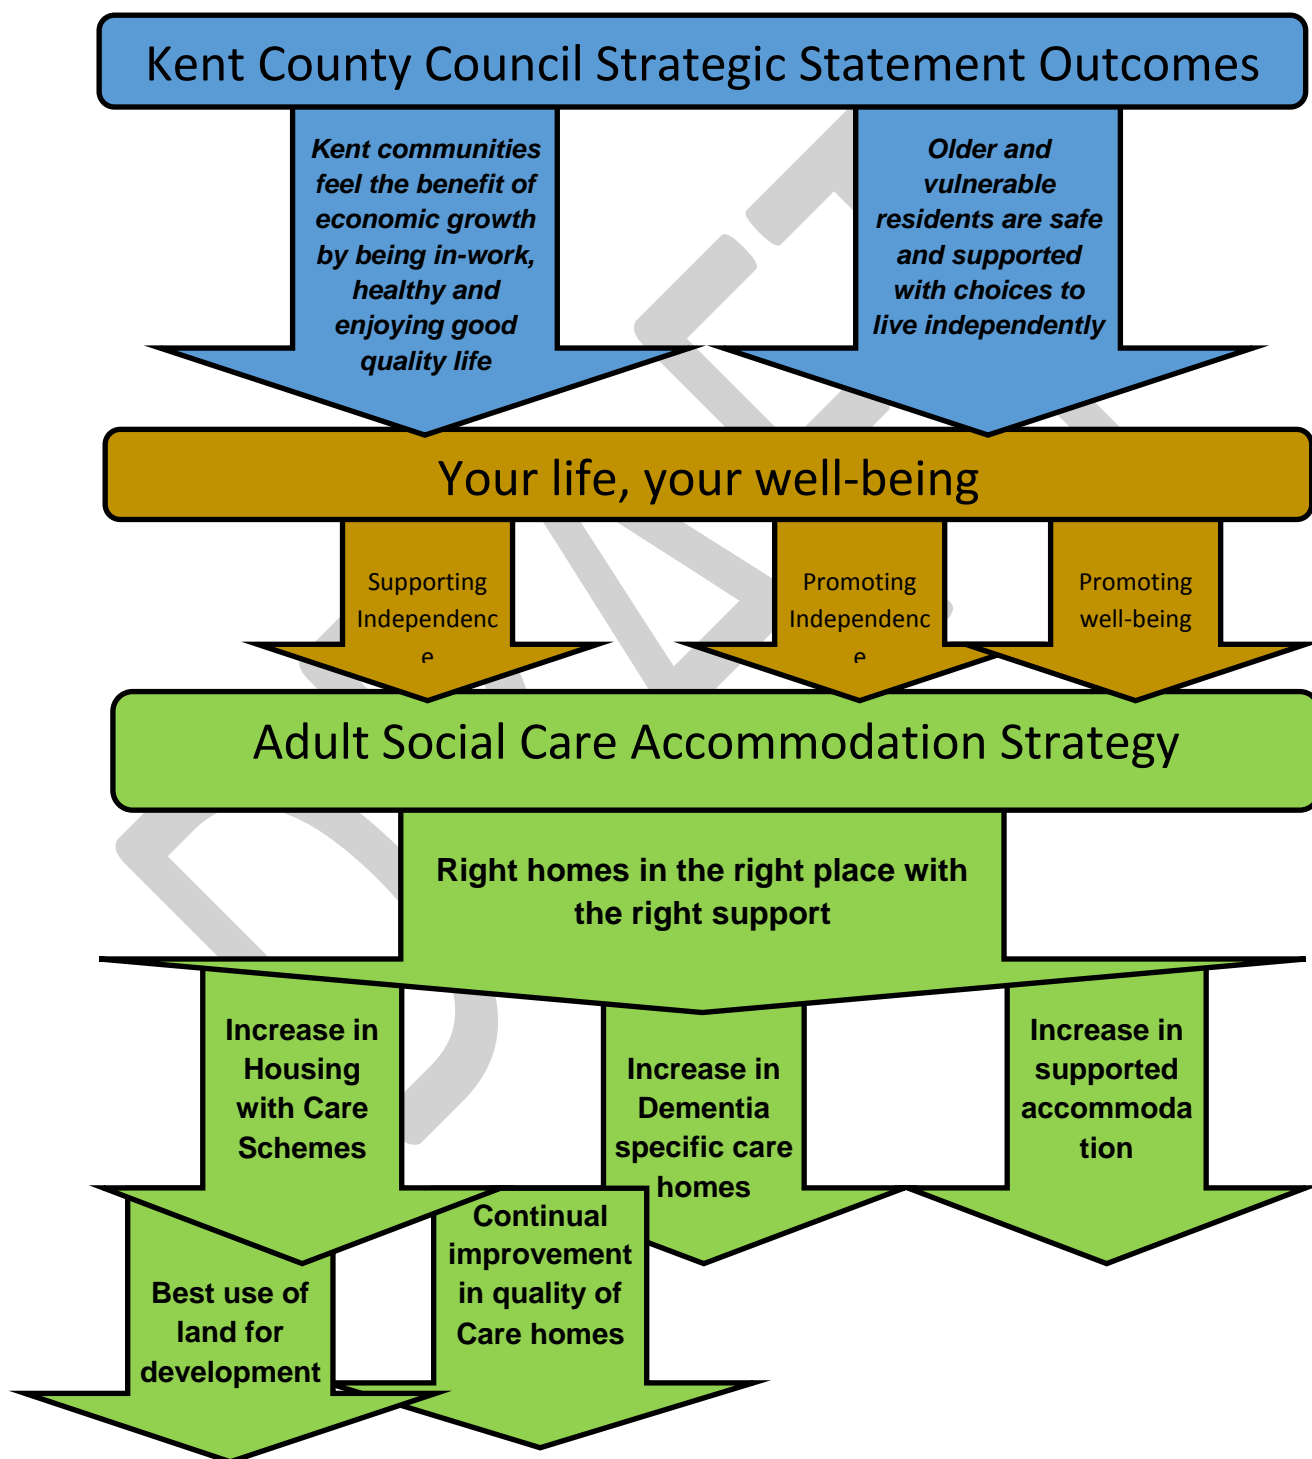 Kent County Council Strategic Statement Outcomes
Kent communities
feel the benefit of
economic growth
by being in-work,
healthy and
enjoying good
quality life
Older and
vulnerable
residents are safe
and supported
with choices to
live independently
Your life, your well-being
Supporting
Independenc
e
Promoting
Independenc
e
Promoting
well-being
Adult Social Care Accommodation Strategy
Right homes in the right place with
the right support
Increase in
Housing
with Care
Schemes
Increase in
Dementia
specific care
homes
Increase in
supported
accommoda
tion
Best use of
land for
development
Continual
improvement
in quality of
Care homes
DRAFT